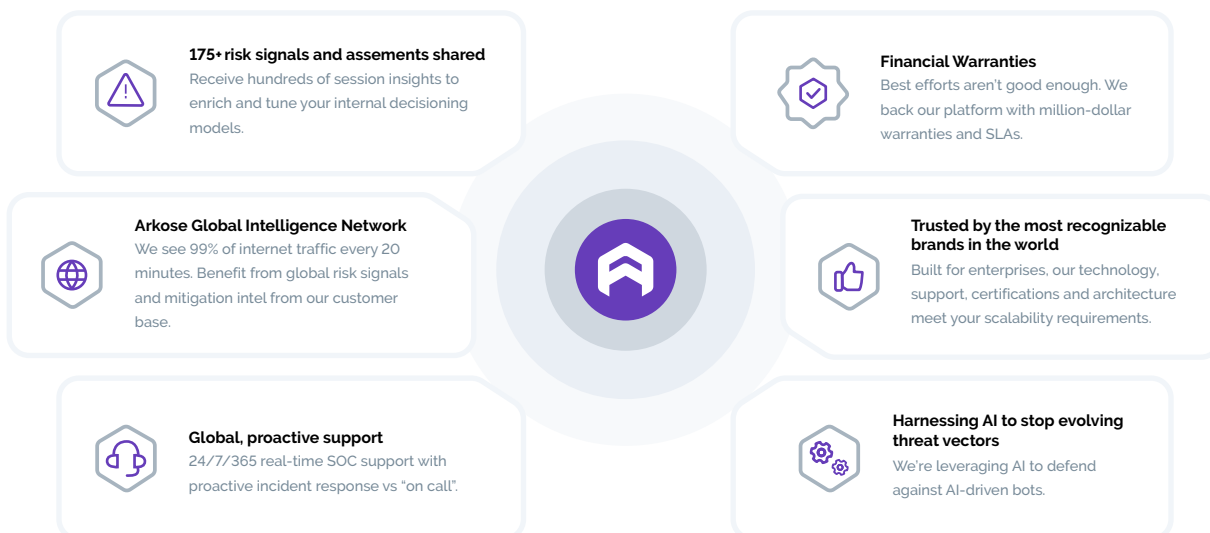 175+ risk signals and assements shared
Receive hundreds of session insights to
enrich and tune your internal decisioning
models.
Financial Warranties
Best efforts aren't good enough. We
back our platform with million-dollar
warranties and SLAs.
Arkose Global Intelligence Network
We see 99% of internet traffic every 20
minutes. Benefit from global risk signals
and mitigation intel from our customer
base.
Trusted by the most recognizable
brands in the world
Built for enterprises, our technology,
support, certifications and architecture
meet your scalability requirements.
Global, proactive support
24/7/365 real-time SOC support with
proactive incident response vs “on call”.
Harnessing AI to stop evolving
threat vectors
We're leveraging AI to defend
against AI-driven bots.